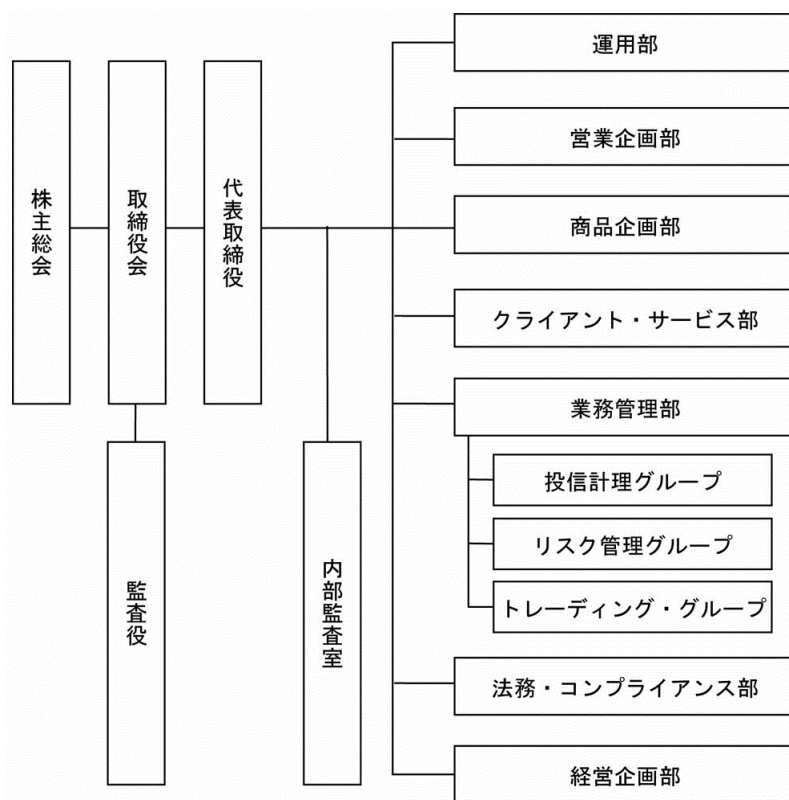 株主総会
取締役会
代表取締役
監査役
内部監査室
運用部
営業企画部
商品企画部
クライアント・サービス部
業務管理部
投信計理グループ
リスク管理グループ
トレーディング・グループ
法務・コンプライアンス部
経営企画部